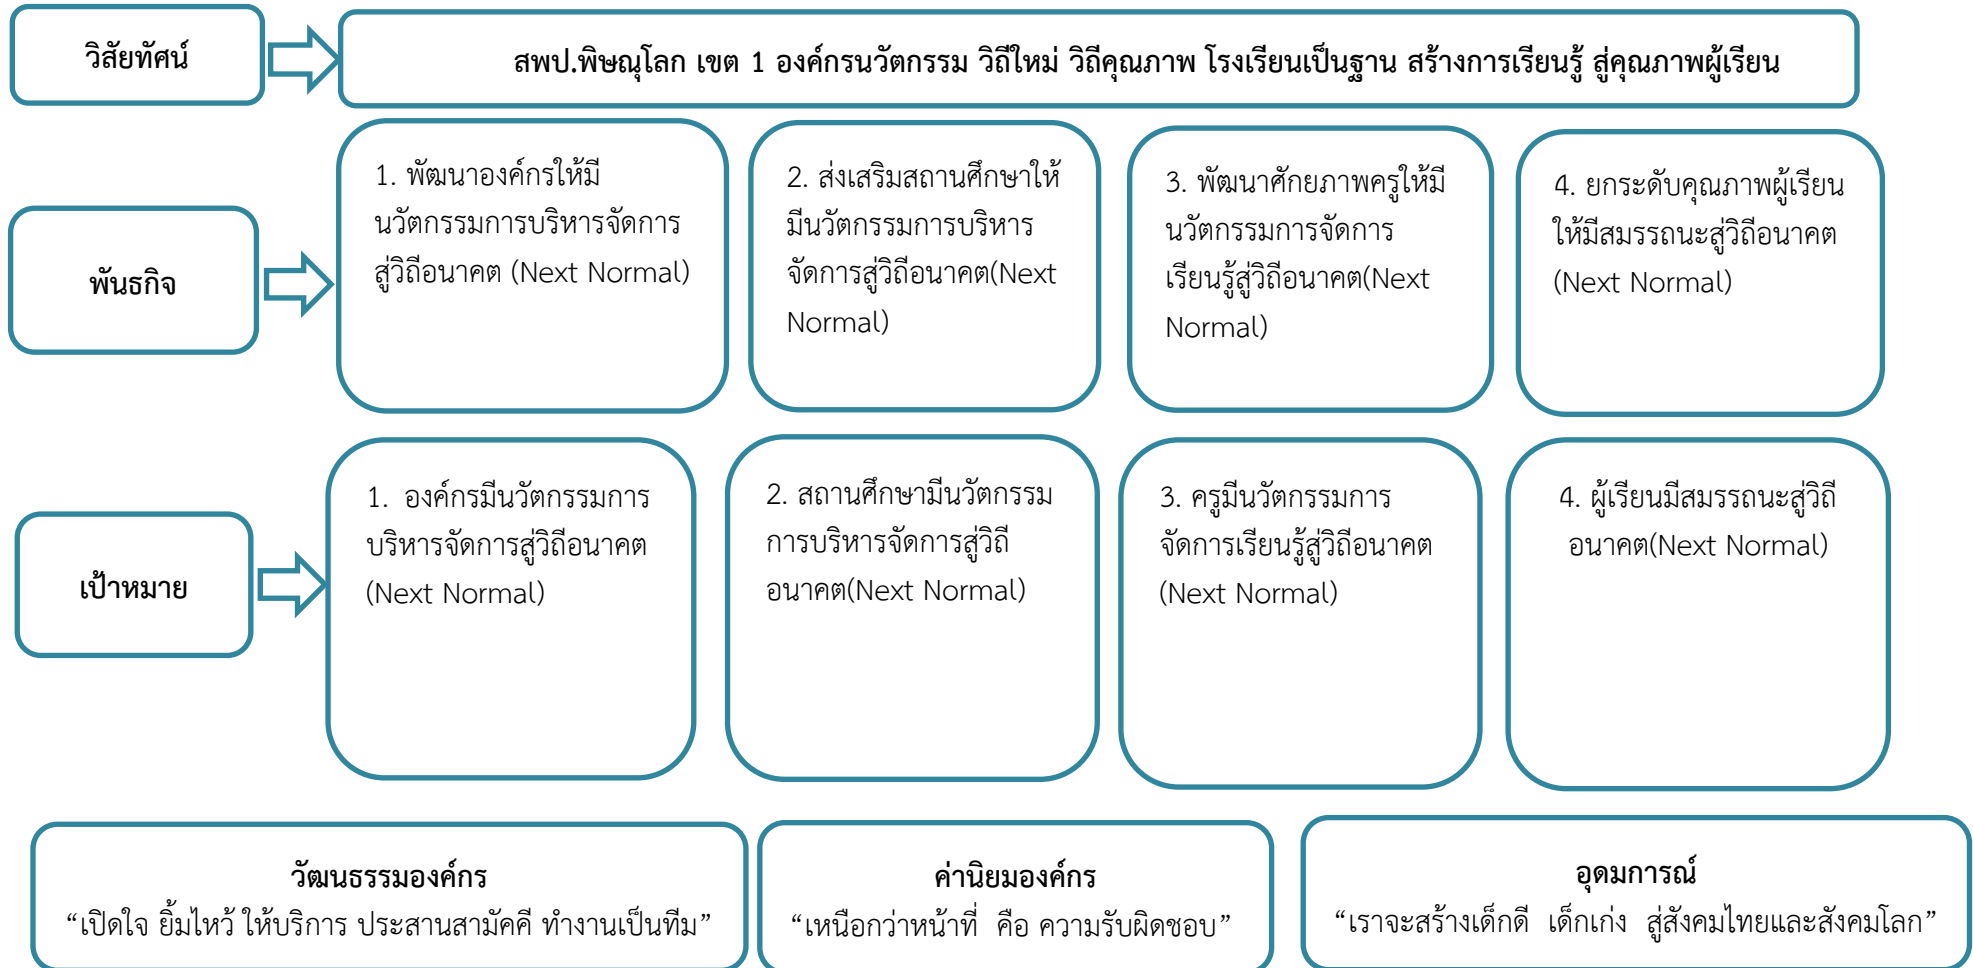 วิสัยทัศน์
สพป.พิษณุโลก เขต 1 องค์กรนวัตกรรม วิถีใหม่ วิถีคุณภาพ โรงเรียนเป็นฐาน สร้างการเรียนรู้ สู่คุณภาพผู้เรียน
พันธกิจ
1. พัฒนาองค์กรให้มี
นวัตกรรมการบริหารจัดการ
สู่วิถีอนาคต (Next Normal)
2. ส่งเสริมสถานศึกษาให้
มีนวัตกรรมการบริหาร
จัดการสู่วิถีอนาคต(Next
Normal)
3. พัฒนาศักยภาพครูให้มี
นวัตกรรมการจัดการ
เรียนรู้สู่วิถีอนาคต(Next
Normal)
4. ยกระดับคุณภาพผู้เรียน
ให้มีสมรรถนะสู่วิถีอนาคต
(Next Normal)
เป้าหมาย
1. องค์กรมีนวัตกรรมการ
บริหารจัดการสู่วิถีอนาคต
(Next Normal)
2. สถานศึกษามีนวัตกรรม
การบริหารจัดการสู่วิถี
อนาคต(Next Normal)
3. ครูมีนวัตกรรมการ
จัดการเรียนรู้สู่วิถีอนาคต
(Next Normal)
4. ผู้เรียนมีสมรรถนะสู่วิถี
อนาคต(Next Normal)
วัฒนธรรมองค์กร
“เปิดใจ ยิ้มไหว้ ให้บริการ ประสานสามัคคี ทำงานเป็นทีม”
ค่านิยมองค์กร
“เหนือกว่าหน้าที่ คือ ความรับผิดชอบ”
อุดมการณ์
“เราจะสร้างเด็กดี เด็กเก่ง สู่สังคมไทยและสังคมโลก”